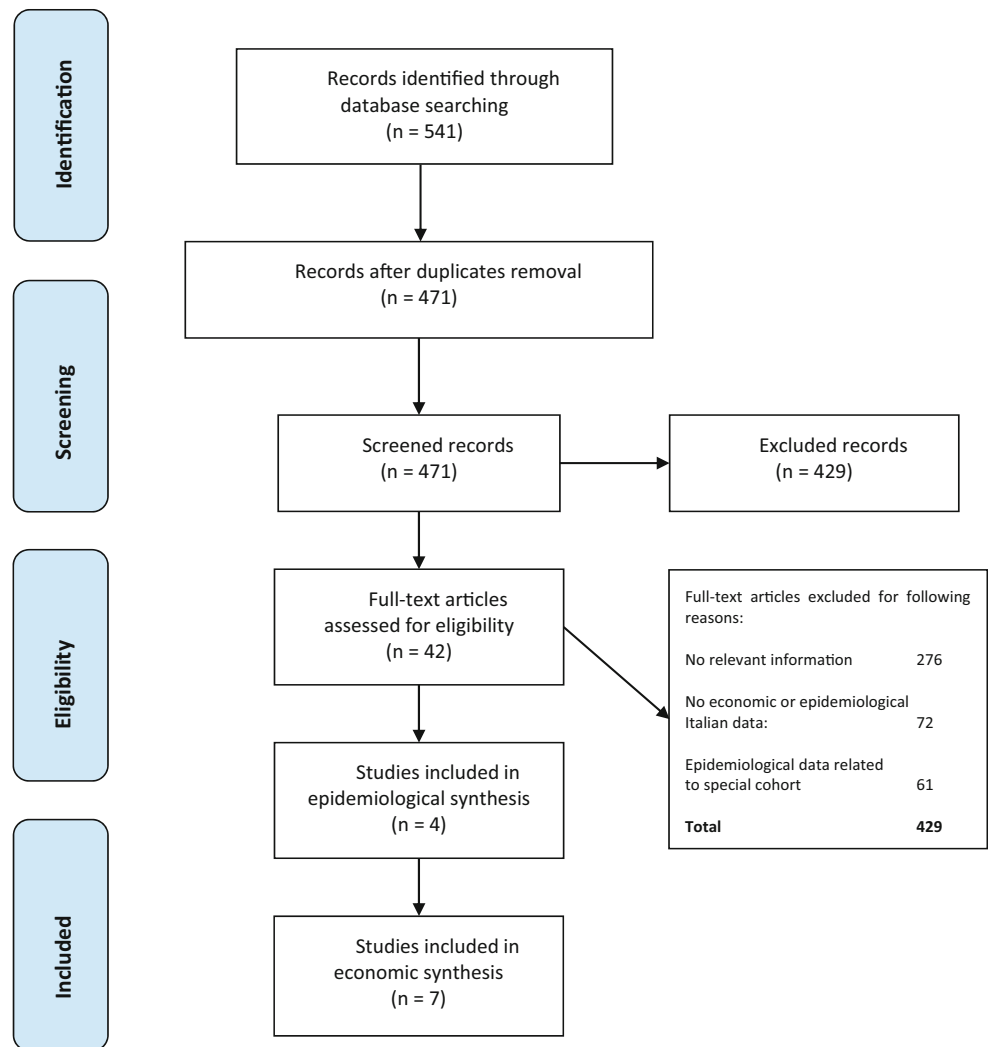 Identification
Records identified through
database searching
(n = 541)
Records after duplicates removal
(n = 471)
Screening
Screened records
(n = 471)
Excluded records
(n = 429)
Eligibility
Full-text articles
assessed for eligibility
(n = 42)
Full-text articles excluded for following
reasons:
No relevant information 276
No economic or epidemiological
Italian data: 72
Epidemiological data related
to special cohort 61
Total 429
Studies included in
epidemiological synthesis
(n = 4)
Included
Studies included in
economic synthesis
(n = 7)